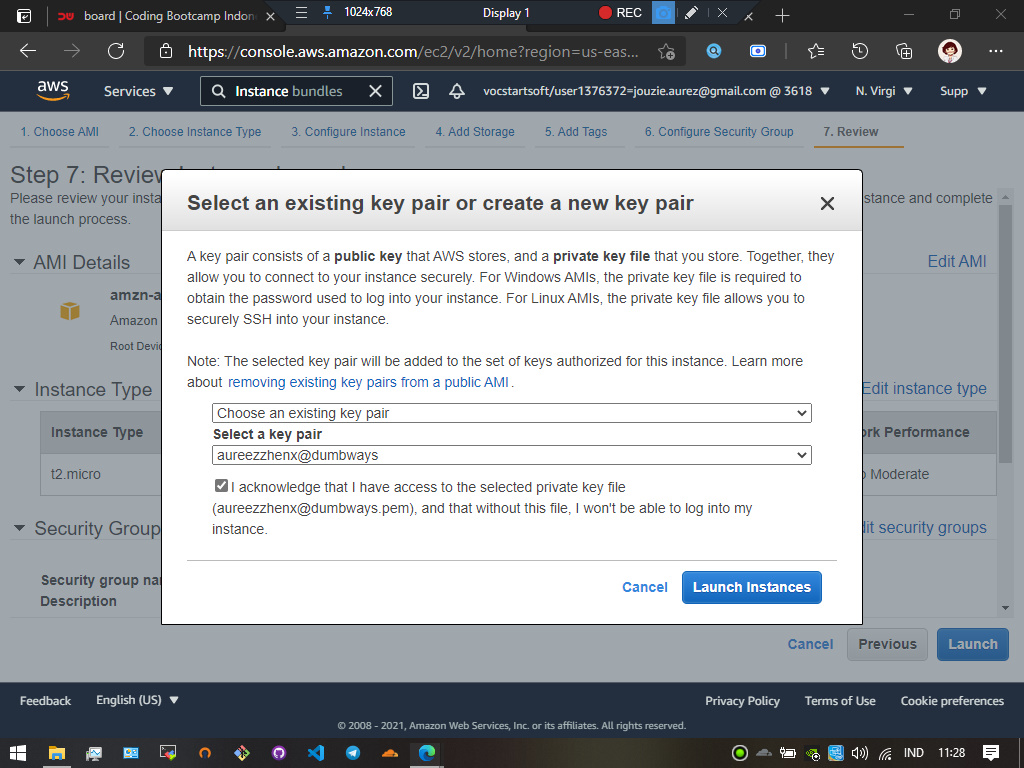 board | Coding Bootcamp Indon
1024x768
Display 1
REC
https://console.aws.amazon.com/ec2/v2/home?region=us-eas...
aws
Services
Instance bundles
vocstartsoft/user1376372=jouzie.aurez@gmail.com @ 3618
N. Virgi
Supp
1. Choose AMI
2. Choose Instance Type
3. Configure Instance
4. Add Storage
5. Add Tags
6. Configure Security Group
7. Review
Step 7: Review
Please review your insta
stance and complete
the launch process.
AMI Details
Edit AMI
amzn-a
Amazon
Root Devic
Instance Type
Edit instance type
Instance Type
ork Performance
t2.micro
o Moderate
Security Group
dit security groups
Security group nam
Description
Select an existing key pair or create a new key pair
A key pair consists of a public key that AWS stores, and a private key file that you store. Together, they
allow you to connect to your instance securely. For Windows AMIs, the private key file is required to
obtain the password used to log into your instance. For Linux AMIs, the private key file allows you to
securely SSH into your instance.
Note: The selected key pair will be added to the set of keys authorized for this instance. Learn more
about removing existing key pairs from a public AMI.
Choose an existing key pair
Select a key pair
aureezzhenx@dumbways
I acknowledge that I have access to the selected private key file
(aureezzhenx@dumbways.pem), and that without this file, I won't be able to log into my
instance.
Cancel
Launch Instances
Cancel
Previous
Launch
Feedback
English (US)
Privacy Policy
Terms of Use
Cookie preferences
© 2008 - 2021, Amazon Web Services, Inc. or its affiliates. All rights reserved.
IND
11:28